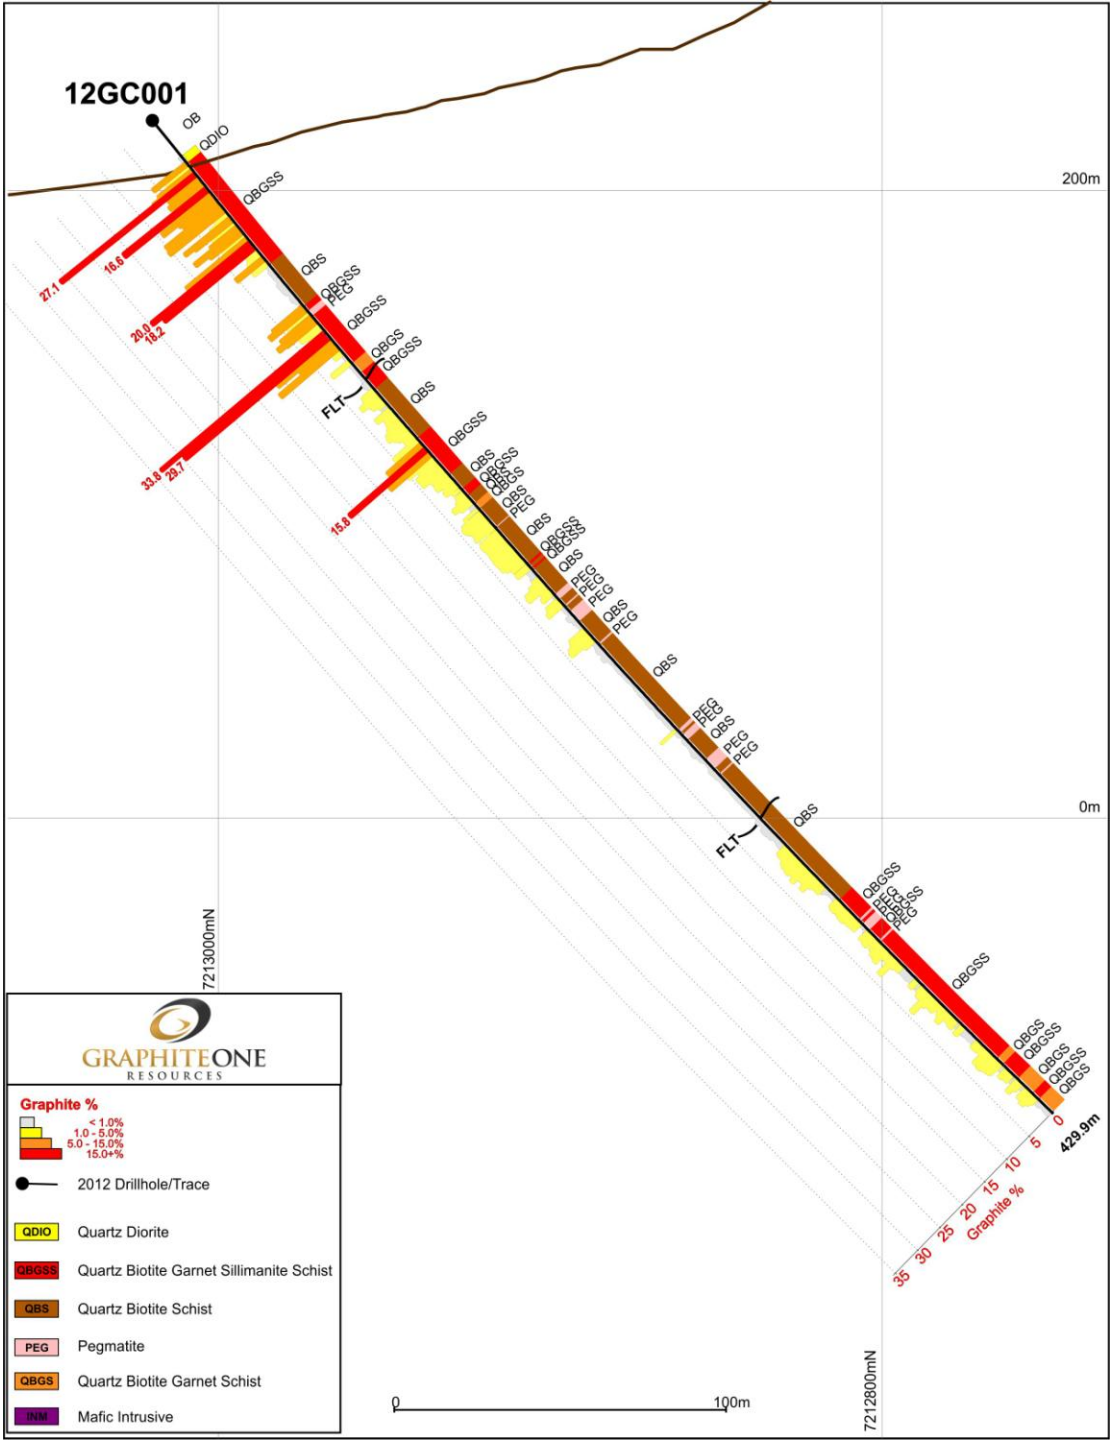 12GC001
OB
QDIO
QBGSS
200m
27.1
16.6
20.0
18.2
QBS
QBGSS
PEG
QBGSS
QBGS
QBGSS
FLT
QBS
33.8
29.7
QBGSS
15.8
QBS
QBGSS
QBGS
QBS
PEG
QBS
QBGSS
QBGSS
QBS
PEG
PEG
PEG
QBS
PEG
QBS
PEG
PEG
QBS
PEG
PEG
0m
QBS
FLT
QBGSS
PEG
QBGSS
PEG
QBGSS
QBGS
QBGSS
QBGS
QBGSS
QBGS
429.9m
0
5
10
15
20
25
30
35
Graphite %
7213000mN
7212800mN
GRAPHITEONE
RESOURCES
Graphite %
< 1.0%
1.0 - 5.0%
5.0 - 15.0%
15.0+%
2012 Drillhole/Trace
QDIO Quartz Diorite
QBGSS Quartz Biotite Garnet Sillimanite Schist
QBS Quartz Biotite Schist
PEG Pegmatite
QBGS Quartz Biotite Garnet Schist
INM Mafic Intrusive
0 100m